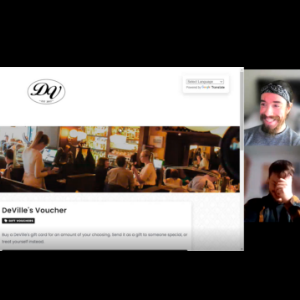 Select Language
Powered by Google Translate
DV
DeVille's Voucher
GIFT VOUCHERS
Buy a DeVille's gift card for an amount of your choosing. Send it as a gift to someone special, or
treat yourself instead.